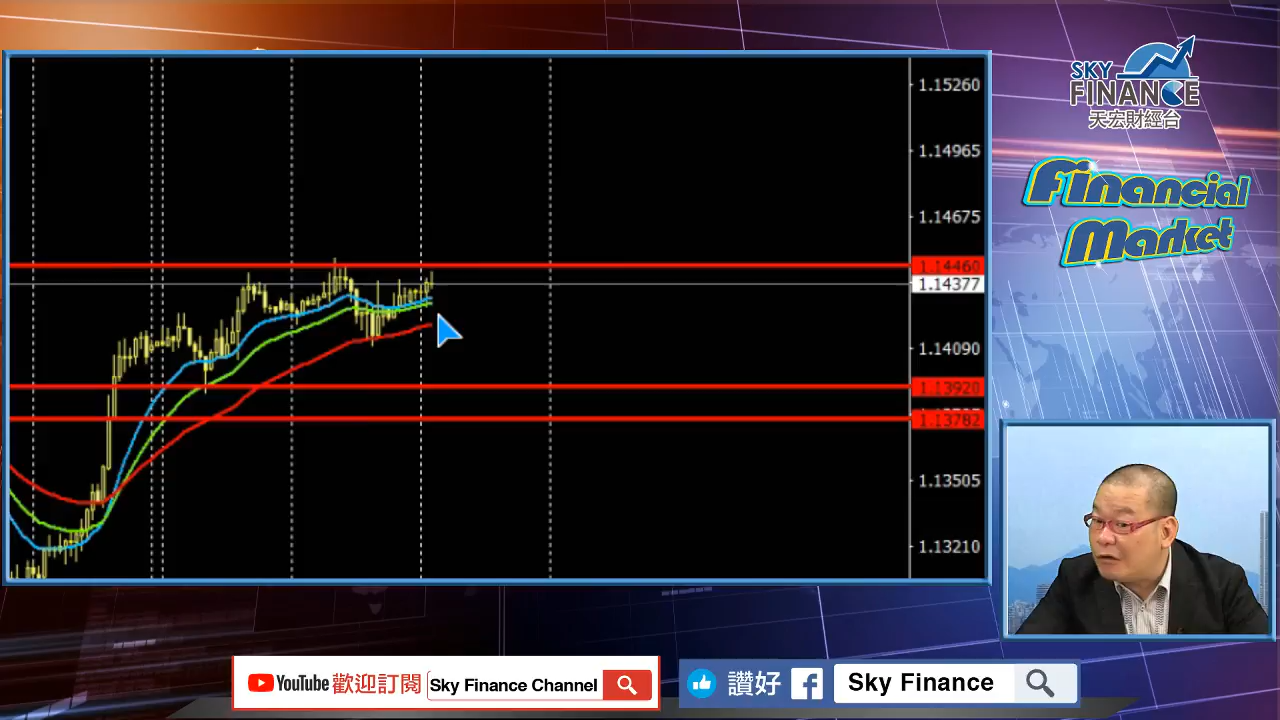 1.15260
1.14965
1.14675
1.14460
1.14377
1.14090
1.13920
1.13782
1.13505
1.13210
SKY
FINANCE
天宏財經台
Financial
Market
YouTube 歡迎訂閱 Sky Finance Channel
讚好 Sky Finance